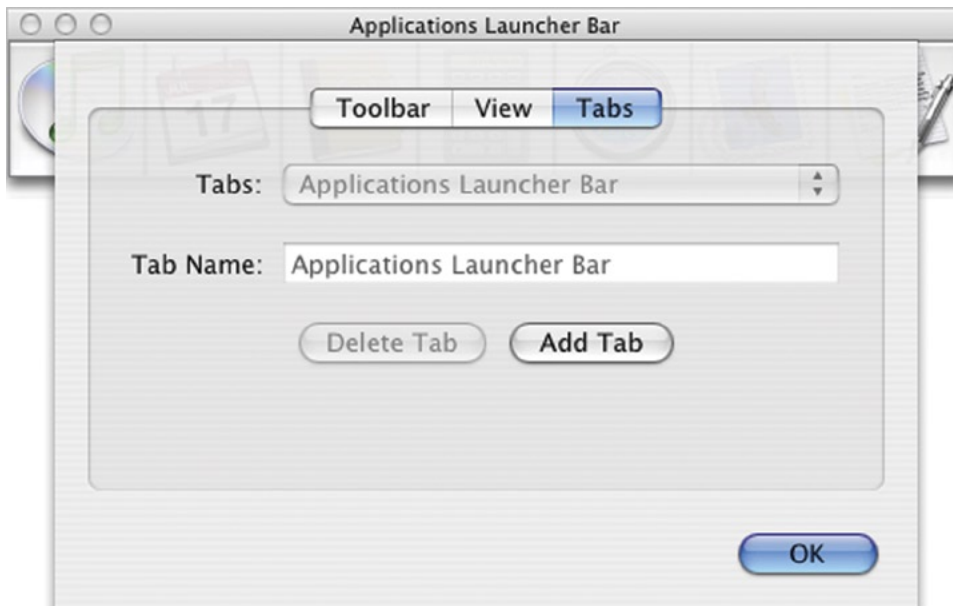 Applications Launcher Bar
17
Toolbar View Tabs
Tabs: Applications Launcher Bar
Tab Name: Applications Launcher Bar
Delete Tab Add Tab
OK